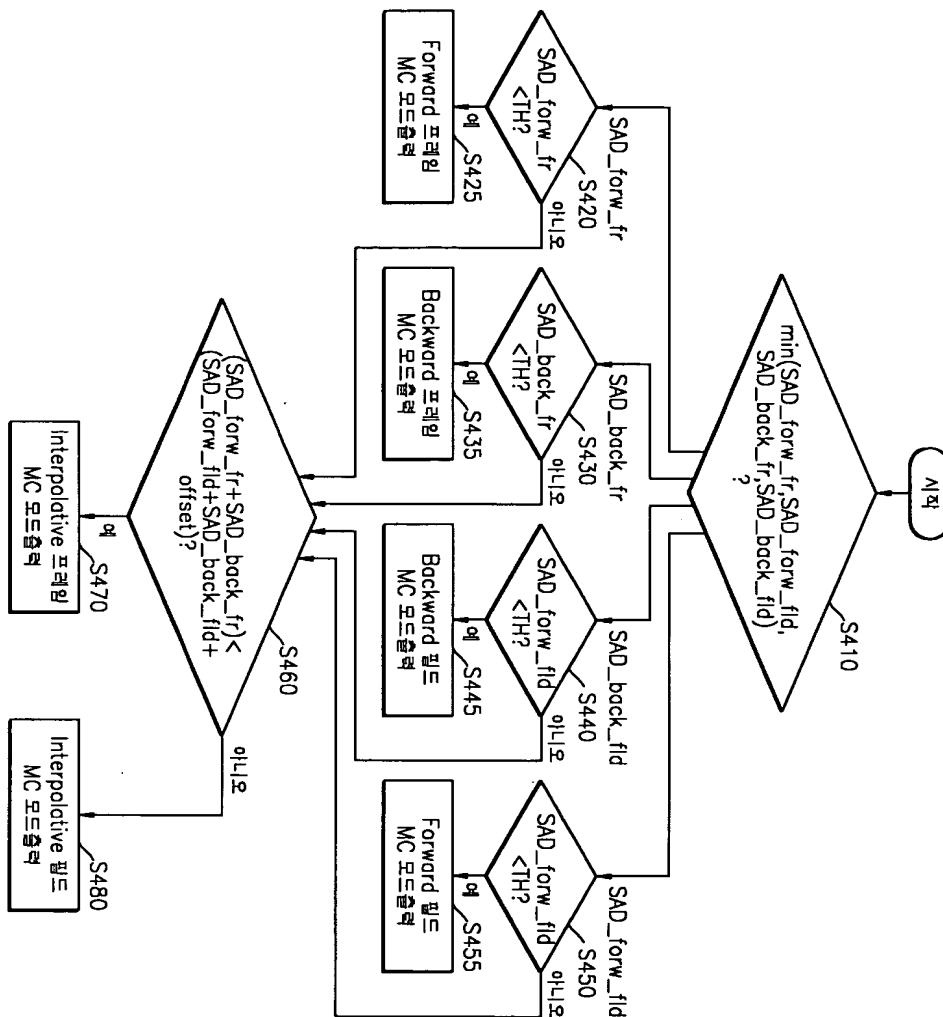 시작
min(SAD_forw_fr,SAD_forw_fld,
SAD_back_fr,SAD_back_fld)
?
S410
SAD_forw_fr
SAD_forw_fr
<TH?
S420
예
아니오
Forward 프레임
MC 모드출력
S425
SAD_back_fr
SAD_back_fr
<TH?
S430
예
아니오
Backward 프레임
MC 모드출력
S435
SAD_back_fld
SAD_forw_fld
<TH?
S440
예
아니오
Backward 필드
MC 모드출력
S445
SAD_forw_fld
SAD_forw_fld
<TH?
S450
예
아니오
Forward 필드
MC 모드출력
S455
(SAD_forw_fr+SAD_back_fr)<
(SAD_forw_fld+SAD_back_fld+
offset)?
S460
예
아니오
Interpolative 프레임
MC 모드출력
S470
Interpolative 필드
MC 모드출력
S480